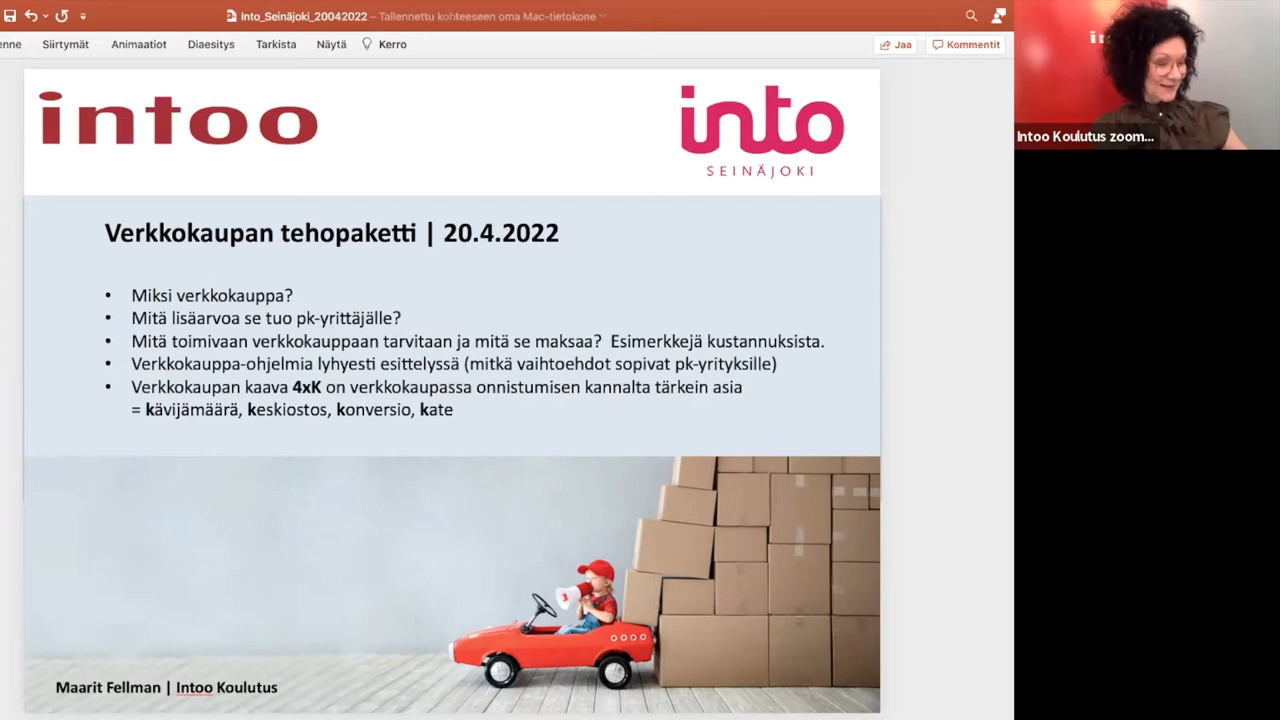 Into_Seinäjoki_20042022 – Tallennettu kohteeseen oma Mac-tietokone
enne Siirtymät Animaatiot Diaesitys Tarkista Näytä Kerro Jaa Kommentit
intoo
into
SEINÄJOKI
Intoo Koulutus zoom...
Verkkokaupan tehopaketti | 20.4.2022
• Miksi verkkokauppa?
• Mitä lisäarvoa se tuo pk-yrittäjälle?
• Mitä toimivaan verkkokauppaan tarvitaan ja mitä se maksaa? Esimerkkejä kustannuksista.
• Verkkokauppa-ohjelmia lyhyesti esittelyssä (mitkä vaihtoehdot sopivat pk-yrityksille)
• Verkkokaupan kaava 4xK on verkkokaupassa onnistumisen kannalta tärkein asia
= kävijämäärä, keskiostos, konversio, kate
Maarit Fellman | Intoo Koulutus